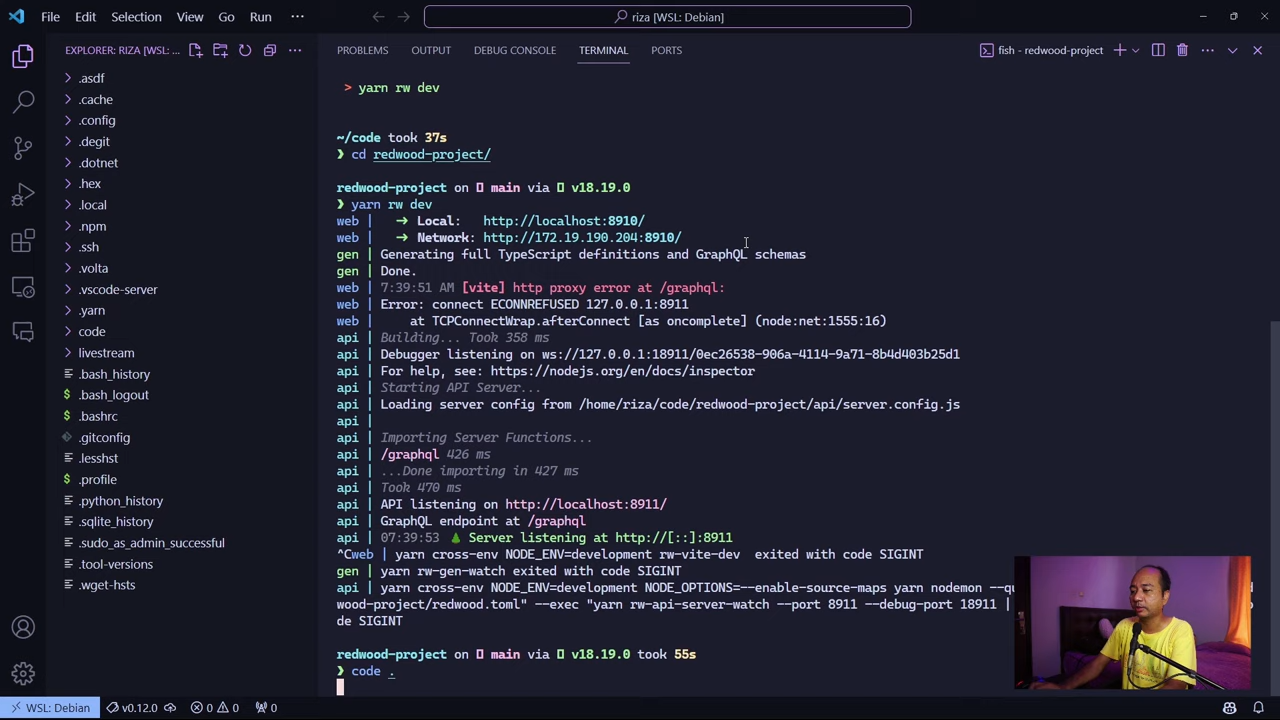 File Edit Selection View Go Run ···
riza [WSL: Debian]
EXPLORER: RIZA [WSL: ...
.asdf
.cache
.config
.degit
.dotnet
.hex
.local
.npm
.ssh
.volta
.vscode-server
.yarn
code
livestream
.bash_history
$ .bash_logout
$ .bashrc
.gitconfig
.lesshst
$ .profile
.python_history
.sqlite_history
.sudo_as_admin_successful
.tool-versions
.wget-hsts
PROBLEMS OUTPUT DEBUG CONSOLE TERMINAL PORTS
fish - redwood-project
> yarn rw dev
~/code took 37s
❯ cd redwood-project/
redwood-project on main via v18.19.0
❯ yarn rw dev
web | ➜ Local: http://localhost:8910/
web | ➜ Network: http://172.19.190.204:8910/
gen | Generating full TypeScript definitions and GraphQL schemas
gen | Done.
web | 7:39:51 AM [vite] http proxy error at /graphql:
web | Error: connect ECONNREFUSED 127.0.0.1:8911
web | at TCPConnectWrap.afterConnect [as oncomplete] (node:net:1555:16)
api | Building... Took 358 ms
api | Debugger listening on ws://127.0.0.1:18911/0ec26538-906a-4114-9a71-8b4d403b25d1
api | For help, see: https://nodejs.org/en/docs/inspector
api | Starting API Server...
api | Loading server config from /home/riza/code/redwood-project/api/server.config.js
api |
api | Importing Server Functions...
api | /graphql 426 ms
api | ...Done importing in 427 ms
api | Took 470 ms
api | API listening on http://localhost:8911/
api | GraphQL endpoint at /graphql
api | 07:39:53 🌲 Server listening at http://[::]:8911
^Cweb | yarn cross-env NODE_ENV=development rw-vite-dev exited with code SIGINT
gen | yarn rw-gen-watch exited with code SIGINT
api | yarn cross-env NODE_ENV=development NODE_OPTIONS=--enable-source-maps yarn nodemon --qu
wood-project/redwood.toml" --exec "yarn rw-api-server-watch --port 8911 --debug-port 18911 |
de SIGINT
redwood-project on main via v18.19.0 took 55s
❯ code .
WSL: Debian v0.12.0 0 0 0